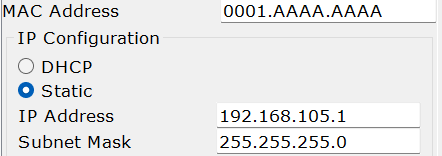 MAC Address 0001.AAAA.AAAA
IP Configuration
DHCP
Static
IP Address 192.168.105.1
Subnet Mask 255.255.255.0